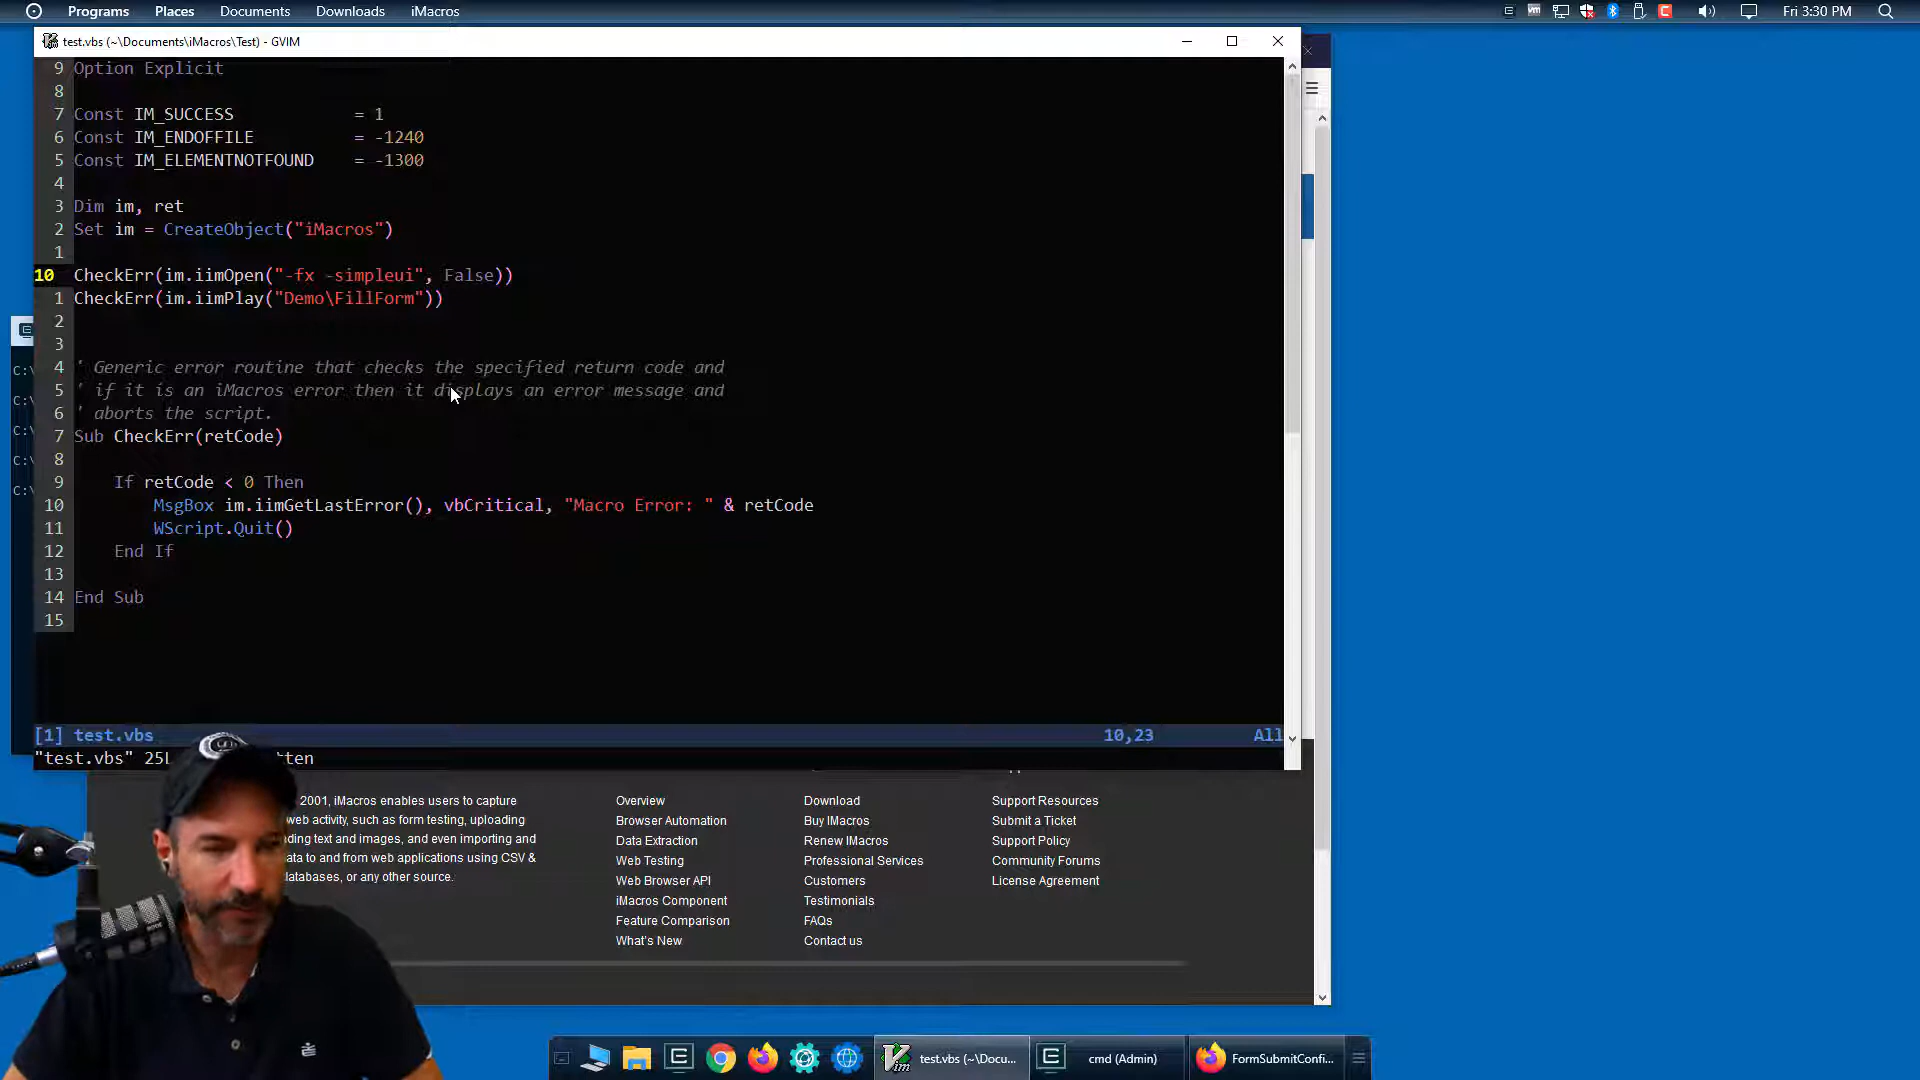 Programs Places Documents Downloads iMacros
Fri 3:30 PM
test.vbs (~\Documents\iMacros\Test) - GVIM
9 Option Explicit
8
7 Const IM_SUCCESS = 1
6 Const IM_ENDOFFILE = -1240
5 Const IM_ELEMENTNOTFOUND = -1300
4
3 Dim im, ret
2 Set im = CreateObject("iMacros")
1
10 CheckErr(im.iimOpen("-fx -simpleui", False))
1 CheckErr(im.iimPlay("Demo\FillForm"))
2
3
4 ' Generic error routine that checks the specified return code and
5 ' if it is an iMacros error then it displays an error message and
6 ' aborts the script.
7 Sub CheckErr(retCode)
8
9 If retCode < 0 Then
10 MsgBox im.iimGetLastError(), vbCritical, "Macro Error: " & retCode
11 WScript.Quit()
12 End If
13
14 End Sub
15
C:\
C:\
C:\
C:\
C:\
[1] test.vbs 10,23 All
"test.vbs" 25L
2001, iMacros enables users to capture
web activity, such as form testing, uploading
text and images, and even importing and
to and from web applications using CSV &
databases, or any other source.
Overview
Browser Automation
Data Extraction
Web Testing
Web Browser API
iMacros Component
Feature Comparison
What's New
Download
Buy IMacros
Renew IMacros
Professional Services
Customers
Testimonials
FAQs
Contact us
Support Resources
Submit a Ticket
Support Policy
Community Forums
License Agreement
test.vbs (~\Docu...
cmd (Admin)
FormSubmitConfi...